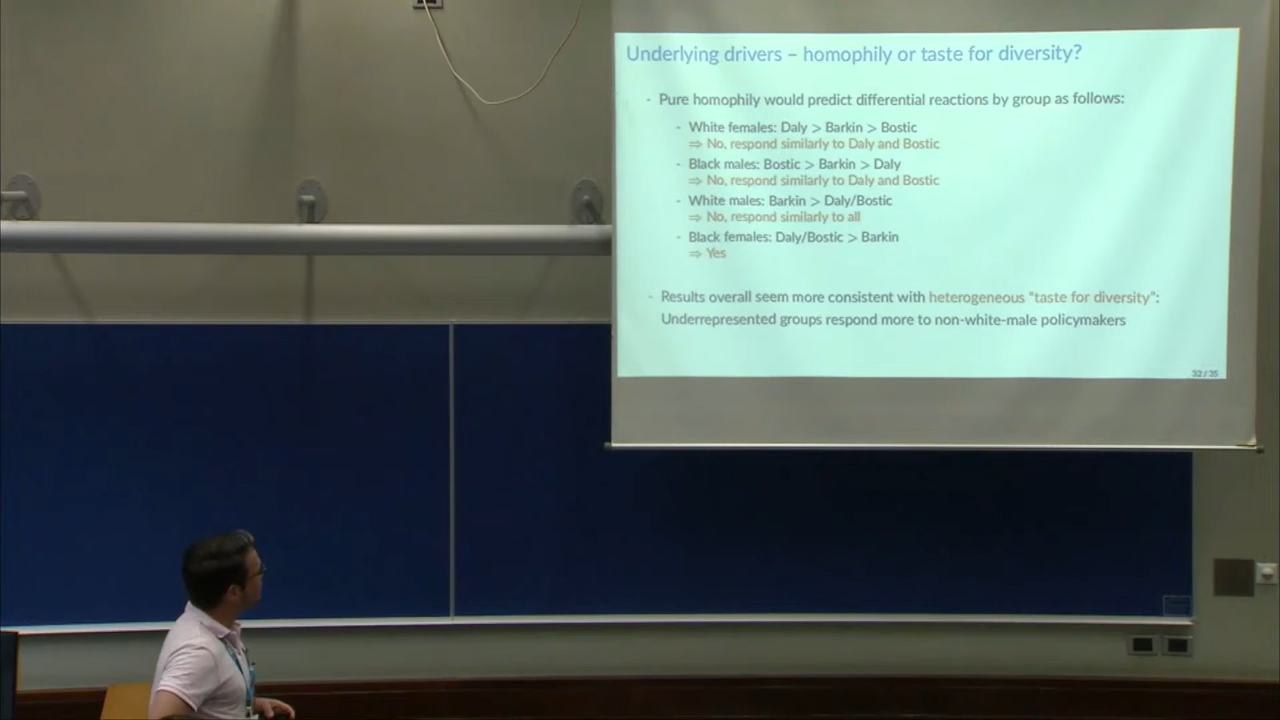 Underlying drivers – homophily or taste for diversity?
- Pure homophily would predict differential reactions by group as follows:
- White females: Daly > Barkin > Bostic
⇒ No, respond similarly to Daly and Bostic
- Black males: Bostic > Barkin > Daly
⇒ No, respond similarly to Daly and Bostic
- White males: Barkin > Daly/Bostic
⇒ No, respond similarly to all
- Black females: Daly/Bostic > Barkin
⇒ Yes
- Results overall seem more consistent with heterogeneous "taste for diversity":
Underrepresented groups respond more to non-white-male policymakers
32 / 35